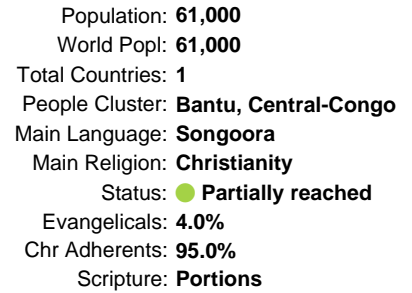 Population: 61,000
World Popl: 61,000
Total Countries: 1
People Cluster: Bantu, Central-Congo
Main Language: Songoora
Main Religion: Christianity
Status: Partially reached
Evangelicals: 4.0%
Chr Adherents: 95.0%
Scripture: Portions